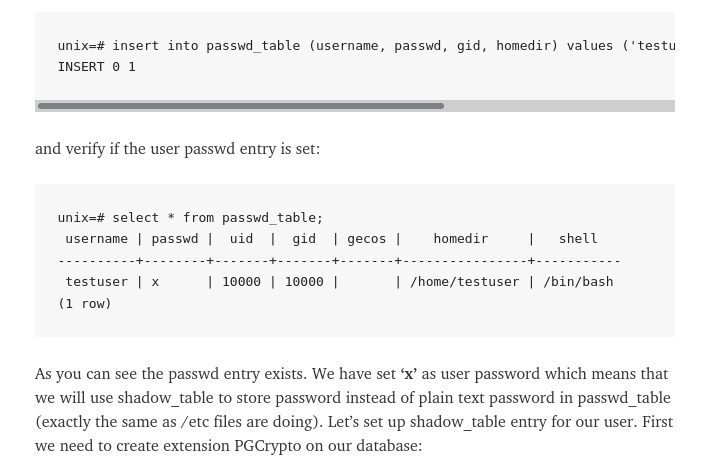 unix=# insert into passwd_table (username, passwd, gid, homedir) values ('testu
INSERT 0 1
and verify if the user passwd entry is set:
unix=# select * from passwd_table;
 username | passwd |  uid  |  gid  | gecos |    homedir     |   shell
----------+--------+-------+-------+-------+----------------+-----------
 testuser | x      | 10000 | 10000 |       | /home/testuser | /bin/bash
(1 row)
As you can see the passwd entry exists. We have set ‘x’ as user password which means that
we will use shadow_table to store password instead of plain text password in passwd_table
(exactly the same as /etc files are doing). Let’s set up shadow_table entry for our user. First
we need to create extension PGCrypto on our database: